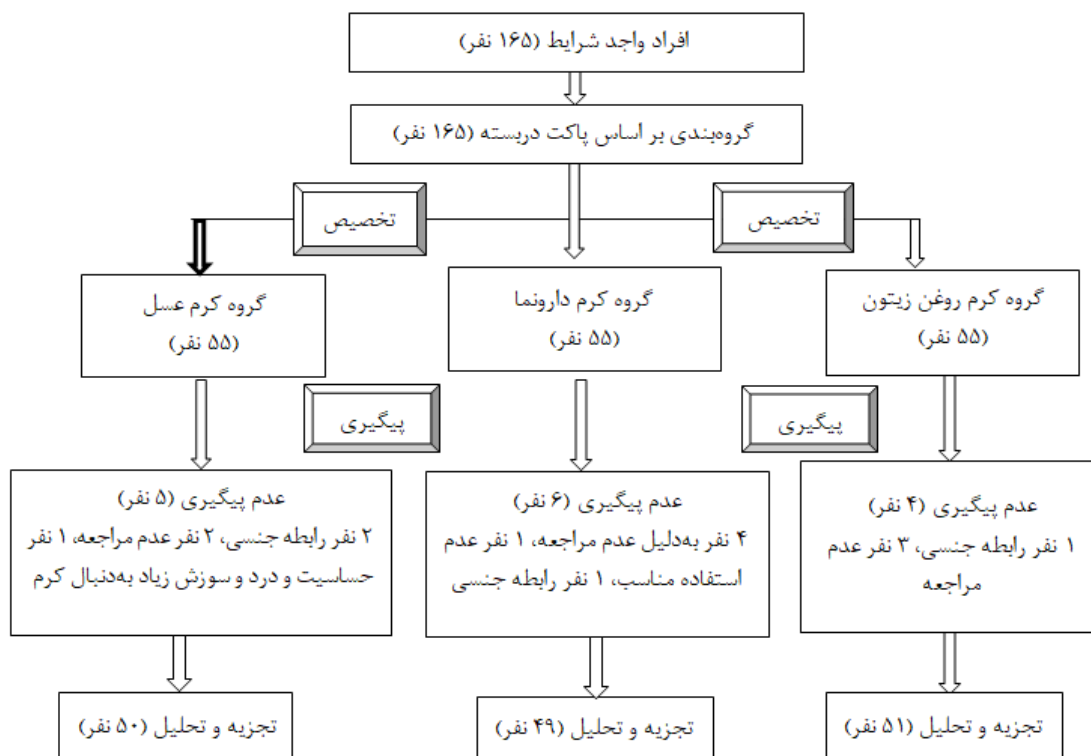 افراد واجد شرایط (۱۶۵ نفر)
گروه‌بندی بر اساس پاکت دربسته (۱۶۵ نفر)
تخصیص
تخصیص
گروه کرم روغن زیتون
(۵۵ نفر)
گروه کرم دارونما
(۵۵ نفر)
گروه کرم عسل
(۵۵ نفر)
پیگیری
پیگیری
عدم پیگیری (۴ نفر)
۱ نفر رابطه جنسی، ۳ نفر عدم
مراجعه
عدم پیگیری (۶ نفر)
۴ نفر به‌دلیل عدم مراجعه، ۱ نفر عدم
استفاده مناسب، ۱ نفر رابطه جنسی
عدم پیگیری (۵ نفر)
۲ نفر رابطه جنسی، ۲ نفر عدم مراجعه، ۱ نفر
حساسیت و درد و سوزش زیاد به‌دنبال کرم
تجزیه و تحلیل (۵۱ نفر)
تجزیه و تحلیل (۴۹ نفر)
تجزیه و تحلیل (۵۰ نفر)